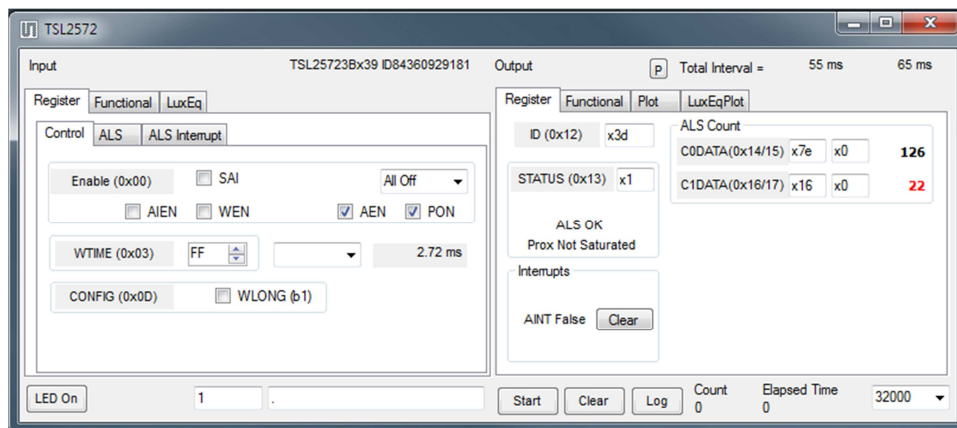 TSL2572
Input
TSL25723Bx39 ID84360929181
Register Functional LuxEq
Control ALS ALS Interrupt
Enable (0x00) SAI All Off
AIEN WEN AEN PON
WTIME (0x03) FF 2.72 ms
CONFIG (0x0D) WLONG (b1)
LED On 1 .
Output P Total Interval = 55 ms 65 ms
Register Functional Plot LuxEqPlot
ID (0x12) x3d
STATUS (0x13) x1
ALS OK
Prox Not Saturated
Interrupts
AINT False Clear
ALS Count
C0DATA(0x14/15) x7e x0 126
C1DATA(0x16/17) x16 x0 22
Start Clear Log Count 0 Elapsed Time 0 32000